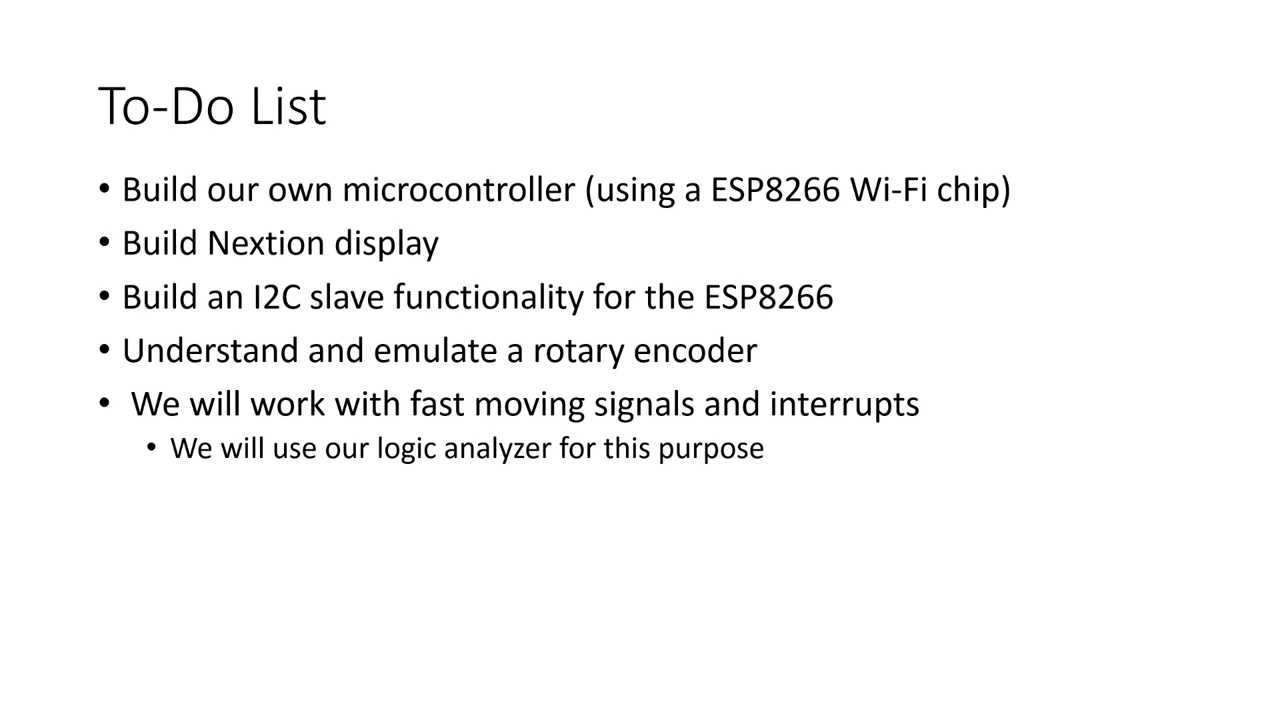 To-Do List
• Build our own microcontroller (using a ESP8266 Wi-Fi chip)
• Build Nextion display
• Build an I2C slave functionality for the ESP8266
• Understand and emulate a rotary encoder
• We will work with fast moving signals and interrupts
• We will use our logic analyzer for this purpose